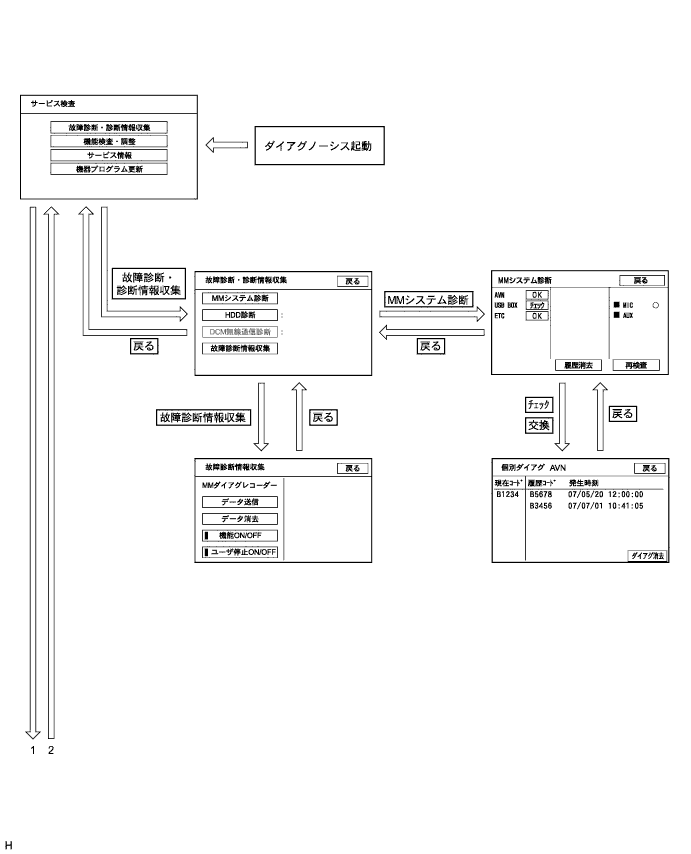 サービス検査
故障診断・診断情報収集
機能検査・調整
サービス情報
機器プログラム更新
ダイアグノーシス起動
故障診断・
診断情報収集
戻る
故障診断・診断情報収集
戻る
MMシステム診断
HDD診断 :
DCM無線通信診断 :
故障診断情報収集
MMシステム診断
戻る
MMシステム診断
戻る
AVN OK
USB BOX チェック
ETC OK
■ MIC ○
■ AUX
履歴消去
再検査
故障診断情報収集
戻る
チェック
交換
戻る
故障診断情報収集
戻る
MMダイアグレコーダー
データ送信
データ消去
機能ON/OFF
ユーザ停止ON/OFF
個別ダイアグ AVN
戻る
現在コード 履歴コード 発生時刻
B1234 B5678 07/05/20 12:00:00
B3456 07/07/01 10:41:05
ダイアグ消去
1 2
H